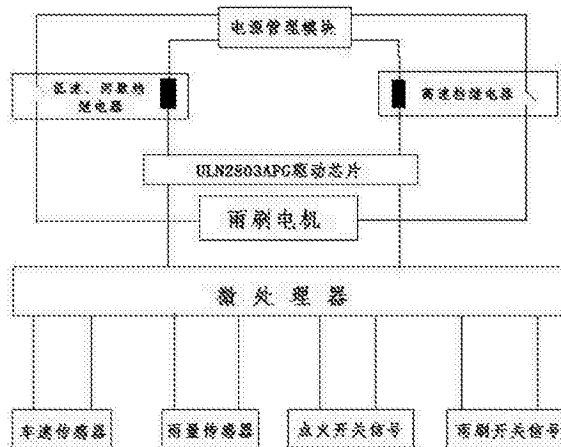 电源管理模块
低速、间歇档
继电器
高速档继电器
ULN2803APG驱动芯片
雨刷电机
微处理器
车速传感器
雨量传感器
点火开关信号
雨刷开关信号